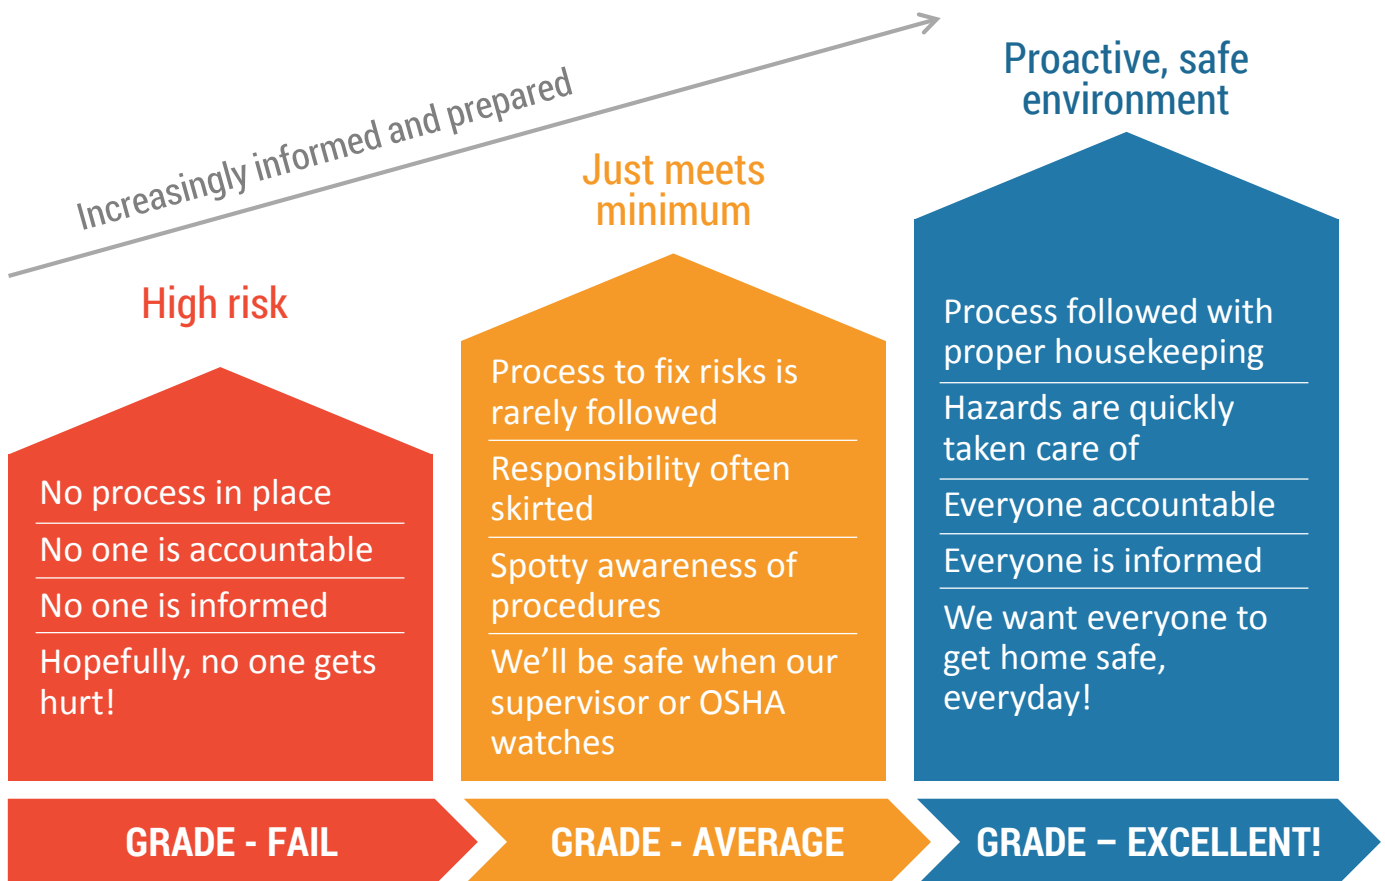 Increasingly informed and prepared
High risk
No process in place
No one is accountable
No one is informed
Hopefully, no one gets
hurt!
GRADE - FAIL
Just meets
minimum
Process to fix risks is
rarely followed
Responsibility often
skirted
Spotty awareness of
procedures
We’ll be safe when our
supervisor or OSHA
watches
GRADE - AVERAGE
Proactive, safe
environment
Process followed with
proper housekeeping
Hazards are quickly
taken care of
Everyone accountable
Everyone is informed
We want everyone to
get home safe,
everyday!
GRADE – EXCELLENT!